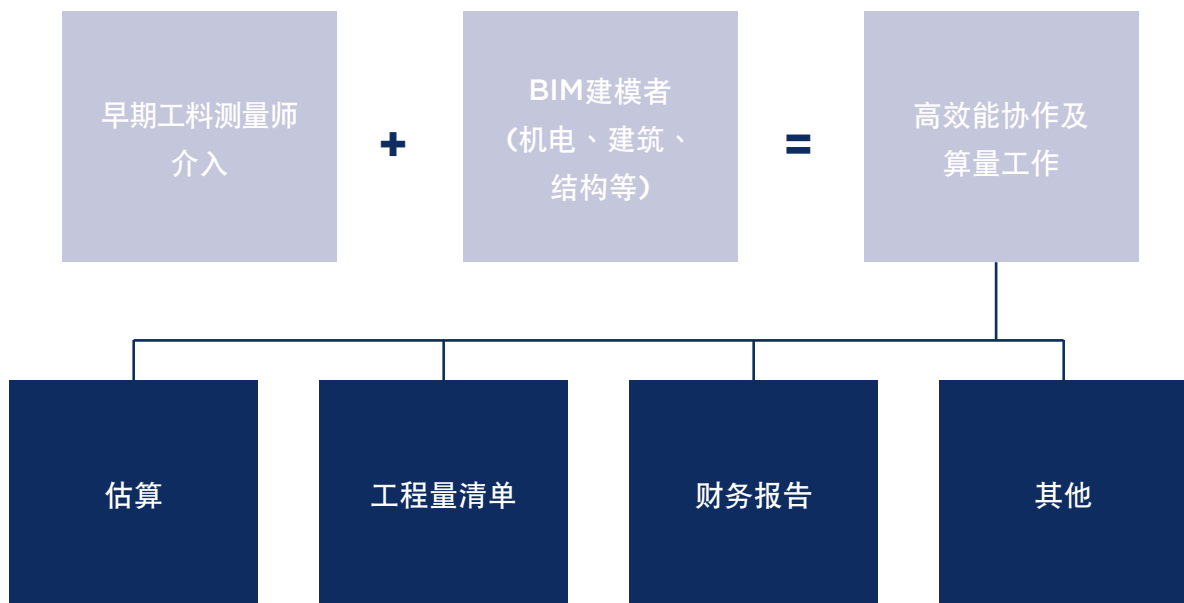 早期工料测量师
介入
+
BIM建模者
(机电、建筑、
结构等)
=
高效能协作及
算量工作
估算
工程量清单
财务报告
其他